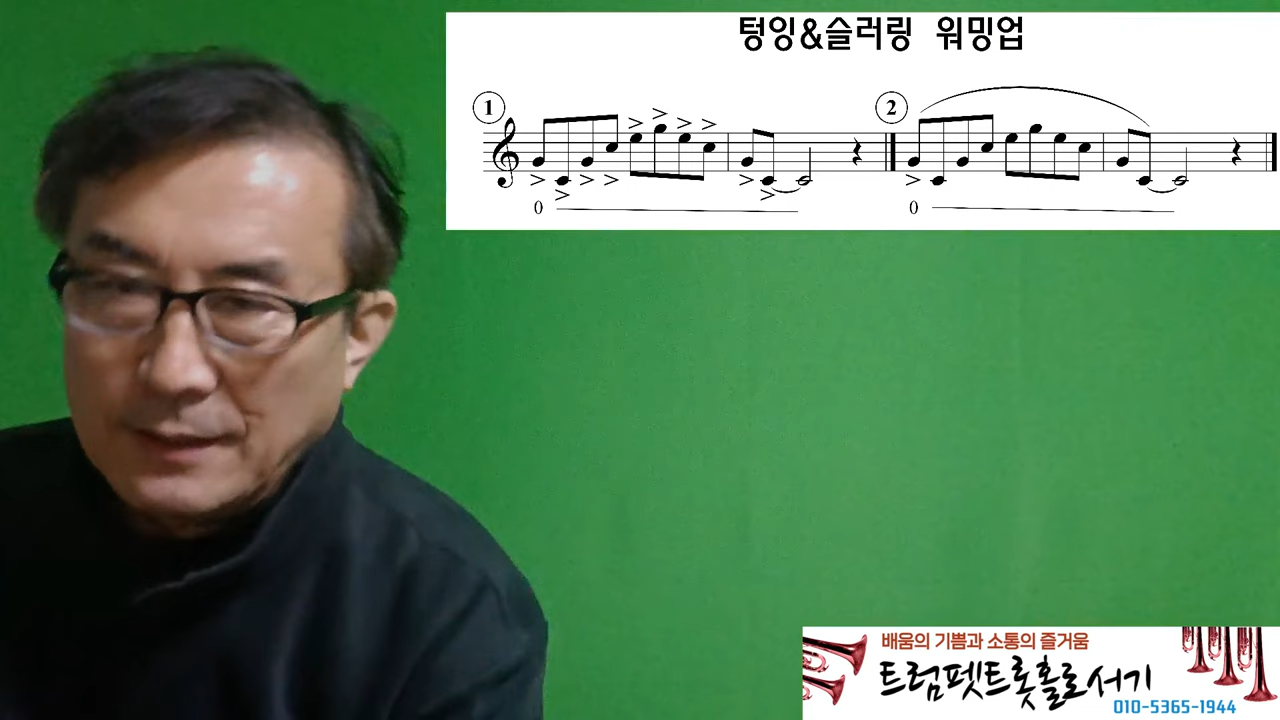 텅잉&슬러링 워밍업
1
2
0
0
배움의 기쁨과 소통의 즐거움
트럼펫트롯홀로서기
010-5365-1944